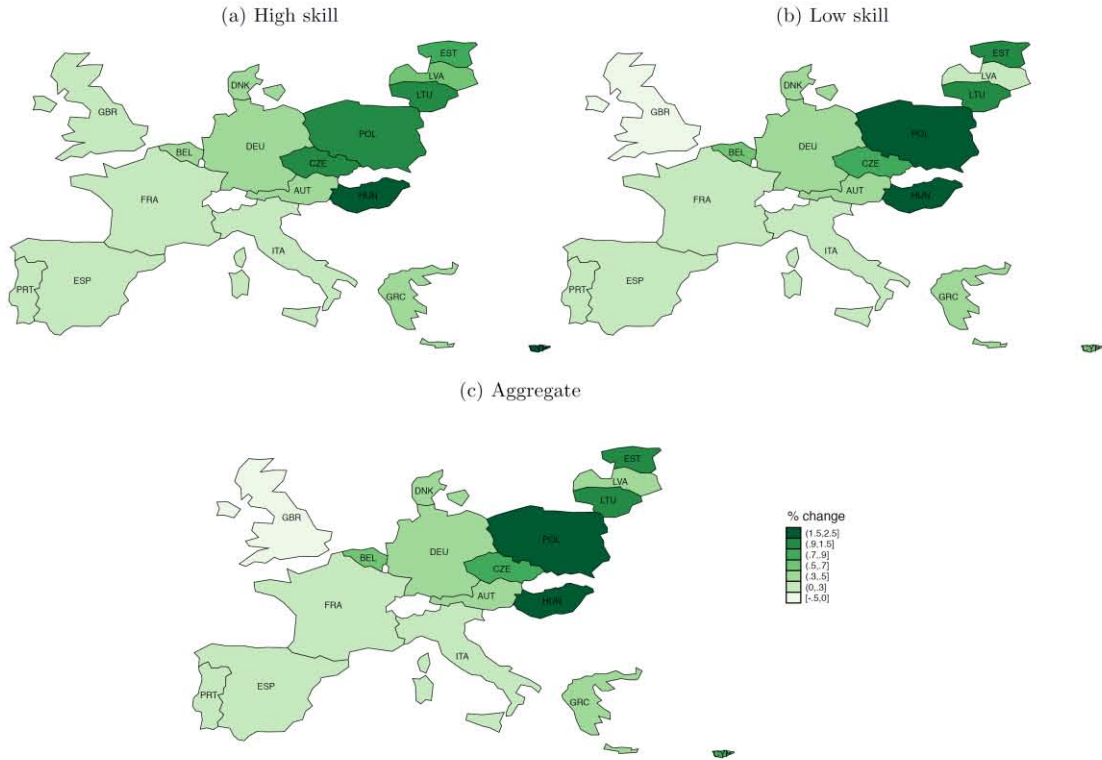 (a) High skill
(b) Low skill
EST
LVA
LTU
DNK
GBR
POL
BEL
DEU
CZE
AUT
HUN
FRA
ITA
ESP
PRT
GRC
EST
LVA
LTU
DNK
GBR
POL
BEL
DEU
CZE
AUT
HUN
FRA
ITA
ESP
PRT
GRC
(c) Aggregate
EST
LVA
LTU
DNK
GBR
POL
BEL
DEU
CZE
AUT
HUN
FRA
ITA
ESP
PRT
GRC
% change
(1.5,2.5]
(.9,1.5]
(.7,.9]
(.5,.7]
(.3,.5]
(0,.3]
[-.5,0]